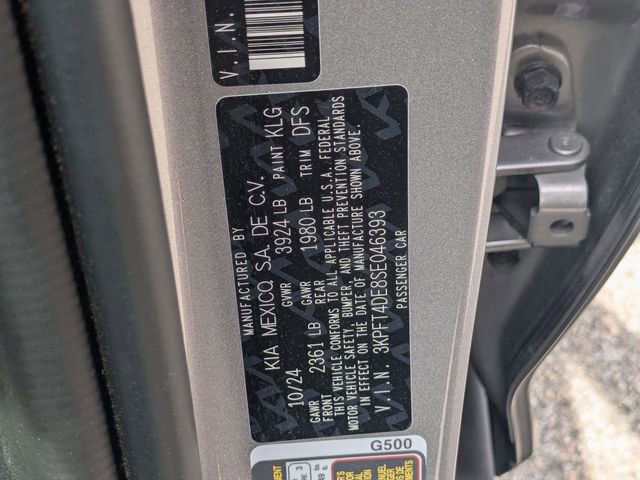 V.I.N.
MANUFACTURED BY
KIA MEXICO, S.A. DE C.V.
10/24 GVWR 3924 LB PAINT KLG
GAWR FRONT 2361 LB GAWR REAR 1980 LB TRIM DFS
THIS VEHICLE CONFORMS TO ALL APPLICABLE U.S.A. FEDERAL
MOTOR VEHICLE SAFETY, BUMPER, AND THEFT PREVENTION STANDARDS
IN EFFECT ON THE DATE OF MANUFACTURE SHOWN ABOVE.
V.I.N. 3KPFT4DE8SE046393
PASSENGER CAR
G500